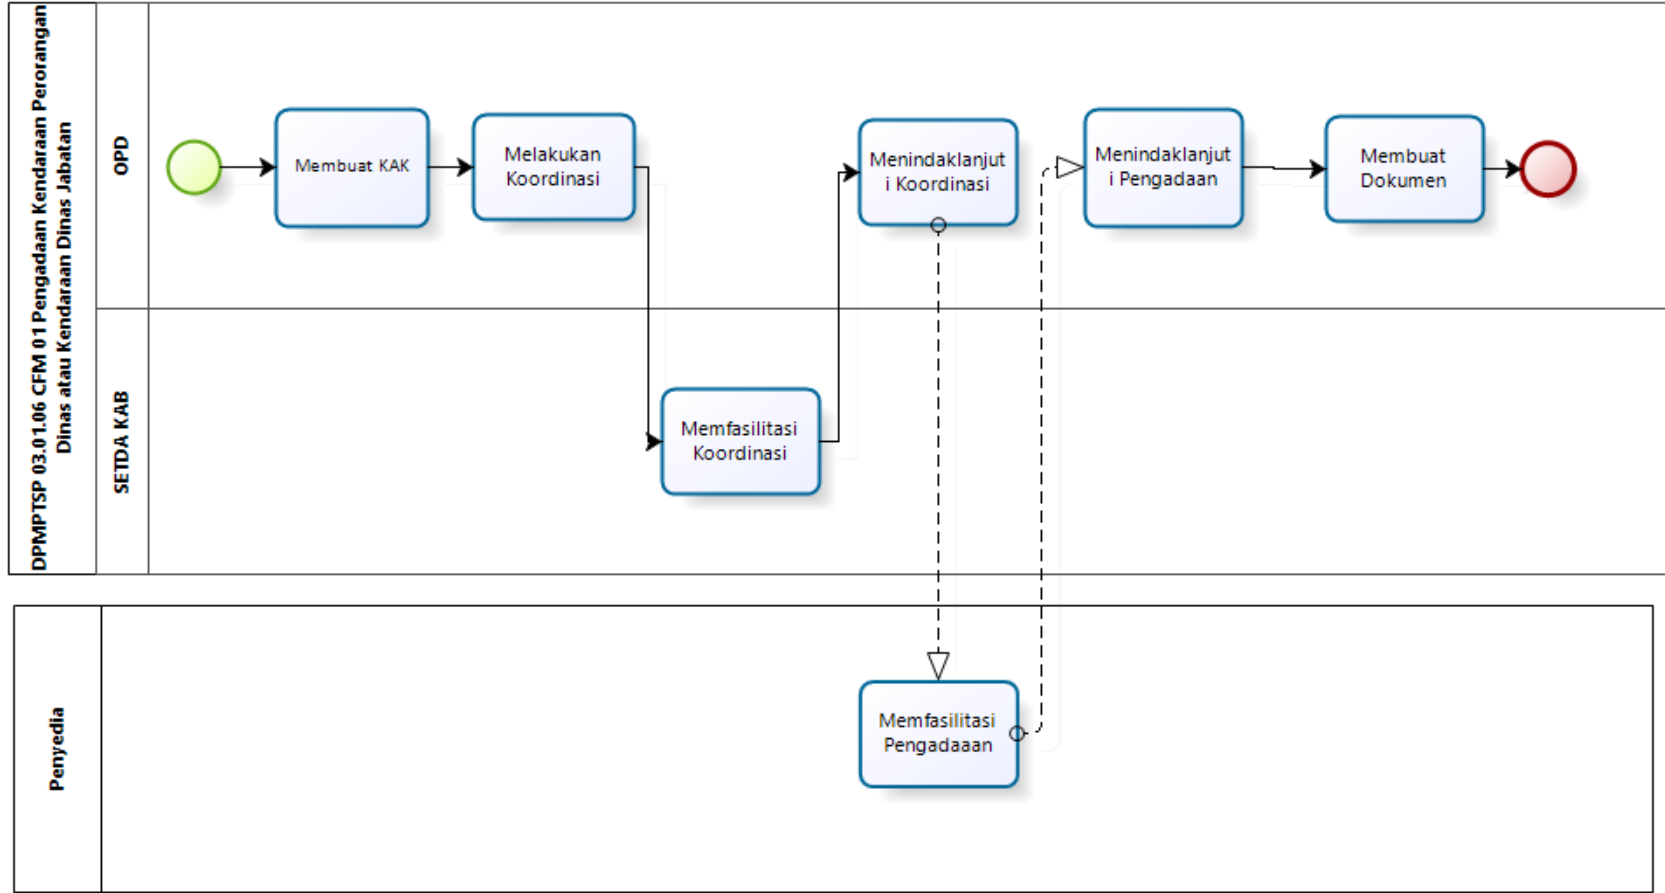 DPMPTSP 03.01.06 CFM 01 Pengadaan Kendaraan Perorangan
Dinas atau Kendaraan Dinas Jabatan
OPD
Membuat KAK
Melakukan
Koordinasi
Menindaklanjut
i Koordinasi
Menindaklanjut
i Pengadaan
Membuat
Dokumen
SETDA KAB
Memfasilitasi
Koordinasi
Penyedia
Memfasilitasi
Pengadaaan